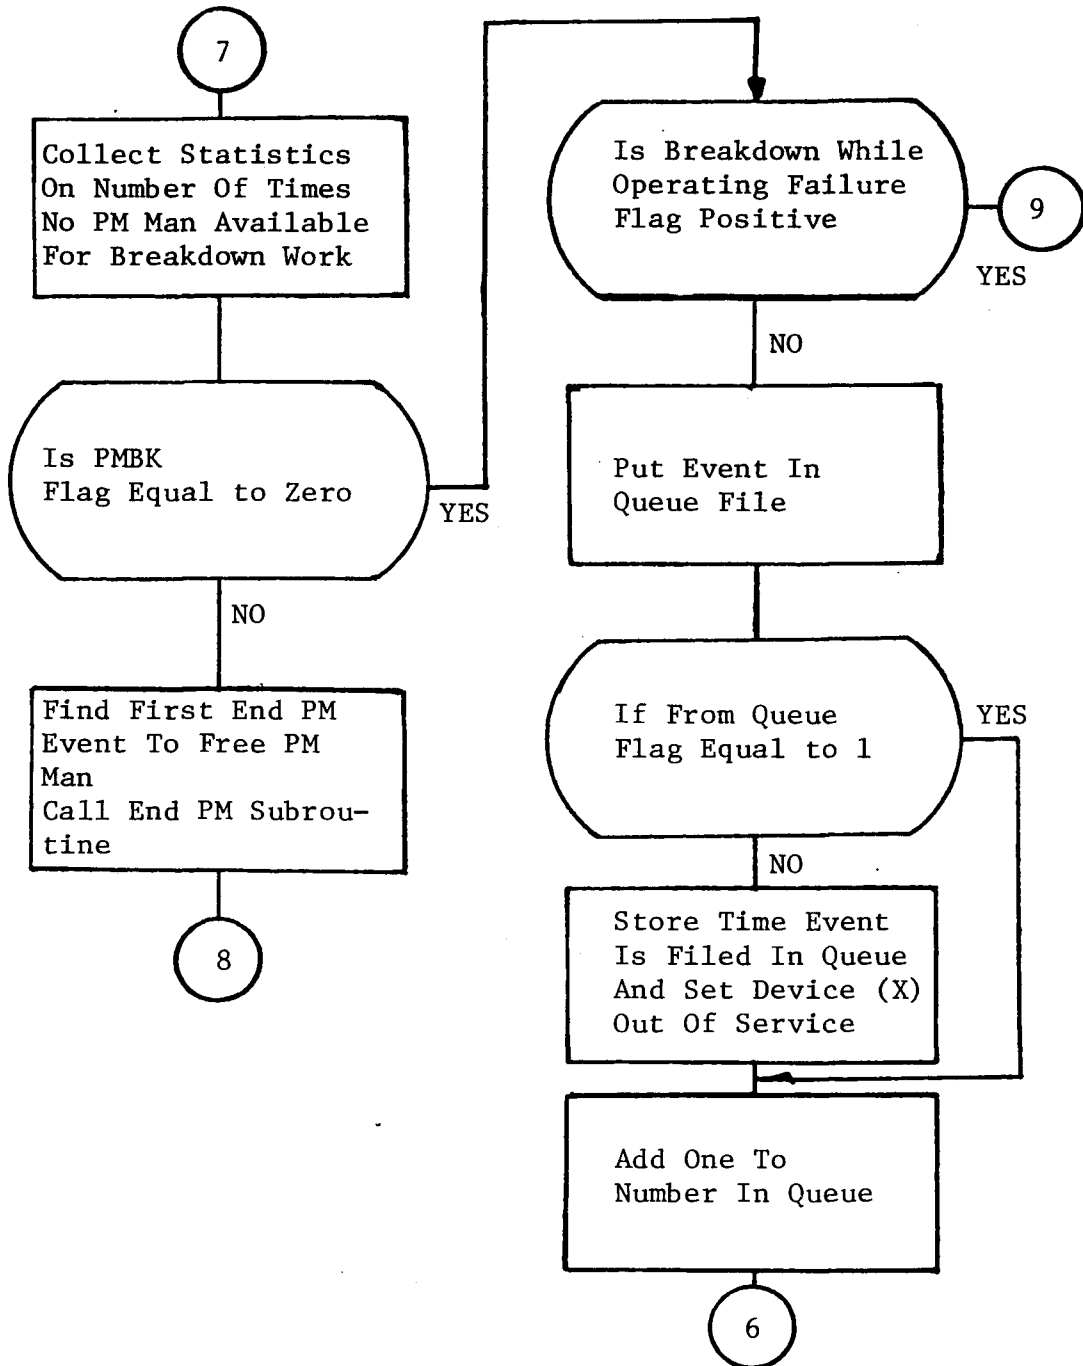 7
Collect Statistics
On Number Of Times
No PM Man Available
For Breakdown Work
Is PMBK
Flag Equal to Zero
YES
NO
Find First End PM
Event To Free PM
Man
Call End PM Subrou-
tine
8
Is Breakdown While
Operating Failure
Flag Positive
9
YES
NO
Put Event In
Queue File
If From Queue
Flag Equal to 1
YES
NO
Store Time Event
Is Filed In Queue
And Set Device (X)
Out Of Service
Add One To
Number In Queue
6